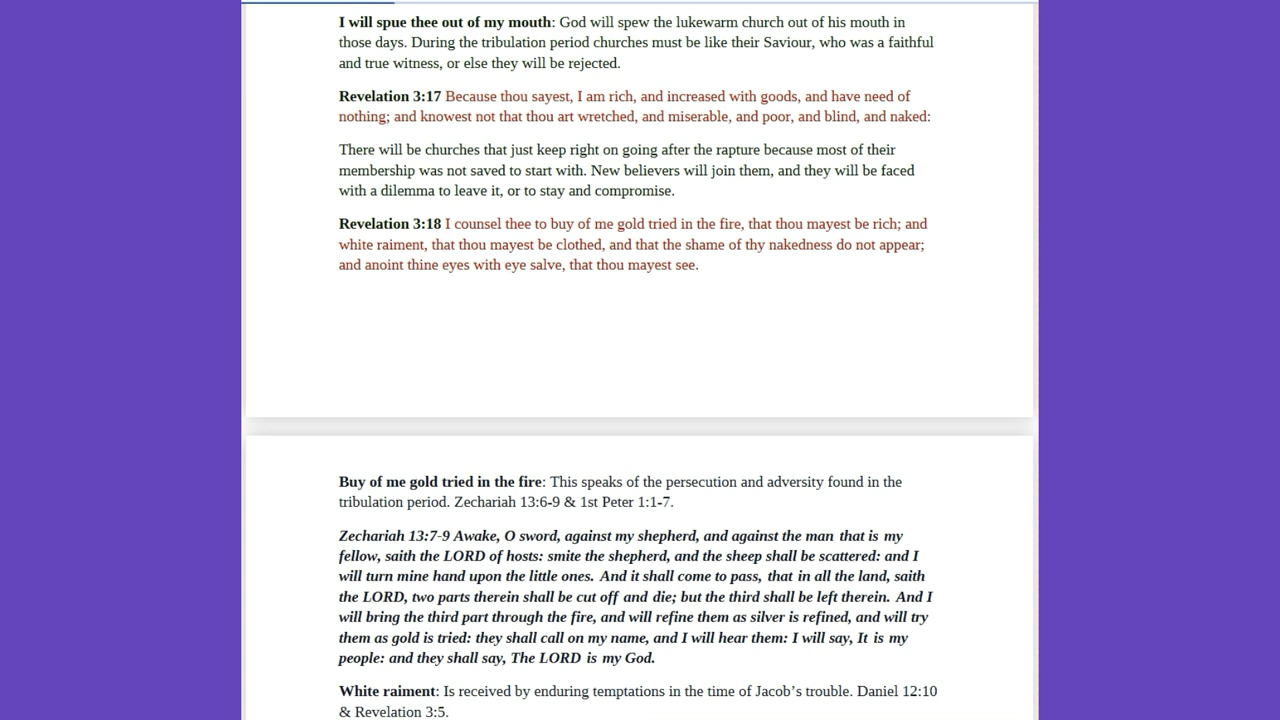 I will spue thee out of my mouth: God will spew the lukewarm church out of his mouth in
those days. During the tribulation period churches must be like their Saviour, who was a faithful
and true witness, or else they will be rejected.
Revelation 3:17 Because thou sayest, I am rich, and increased with goods, and have need of
nothing; and knowest not that thou art wretched, and miserable, and poor, and blind, and naked:
There will be churches that just keep right on going after the rapture because most of their
membership was not saved to start with. New believers will join them, and they will be faced
with a dilemma to leave it, or to stay and compromise.
Revelation 3:18 I counsel thee to buy of me gold tried in the fire, that thou mayest be rich; and
white raiment, that thou mayest be clothed, and that the shame of thy nakedness do not appear;
and anoint thine eyes with eye salve, that thou mayest see.
Buy of me gold tried in the fire: This speaks of the persecution and adversity found in the
tribulation period. Zechariah 13:6-9 & 1st Peter 1:1-7.
Zechariah 13:7-9 Awake, O sword, against my shepherd, and against the man that is my
fellow, saith the LORD of hosts: smite the shepherd, and the sheep shall be scattered: and I
will turn mine hand upon the little ones. And it shall come to pass, that in all the land, saith
the LORD, two parts therein shall be cut off and die; but the third shall be left therein. And I
will bring the third part through the fire, and will refine them as silver is refined, and will try
them as gold is tried: they shall call on my name, and I will hear them: I will say, It is my
people: and they shall say, The LORD is my God.
White raiment: Is received by enduring temptations in the time of Jacob’s trouble. Daniel 12:10
& Revelation 3:5.